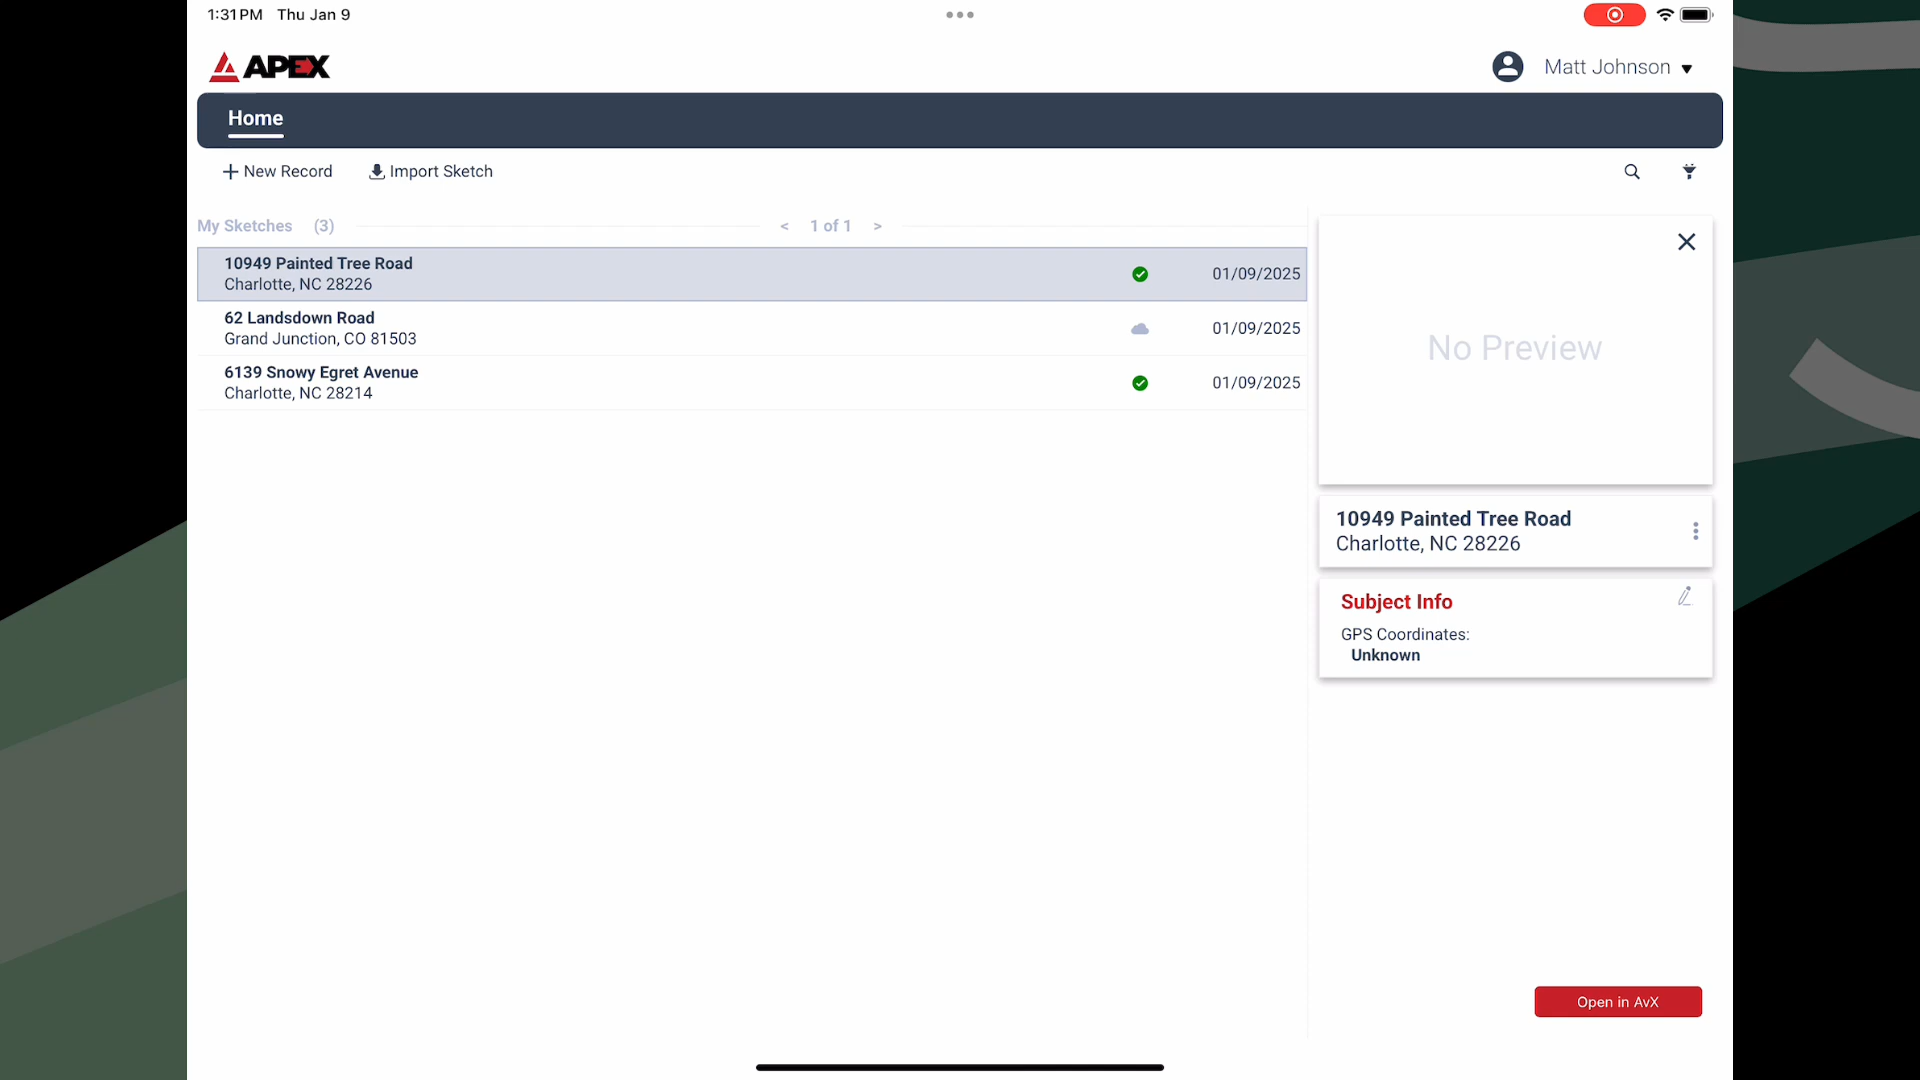 1:31 PM Thu Jan 9
APEX
Matt Johnson
Home
New Record Import Sketch
My Sketches (3) < 1 of 1 >
10949 Painted Tree Road
Charlotte, NC 28226
01/09/2025
62 Landsdown Road
Grand Junction, CO 81503
01/09/2025
6139 Snowy Egret Avenue
Charlotte, NC 28214
01/09/2025
No Preview
10949 Painted Tree Road
Charlotte, NC 28226
Subject Info
GPS Coordinates:
Unknown
Open in AvX